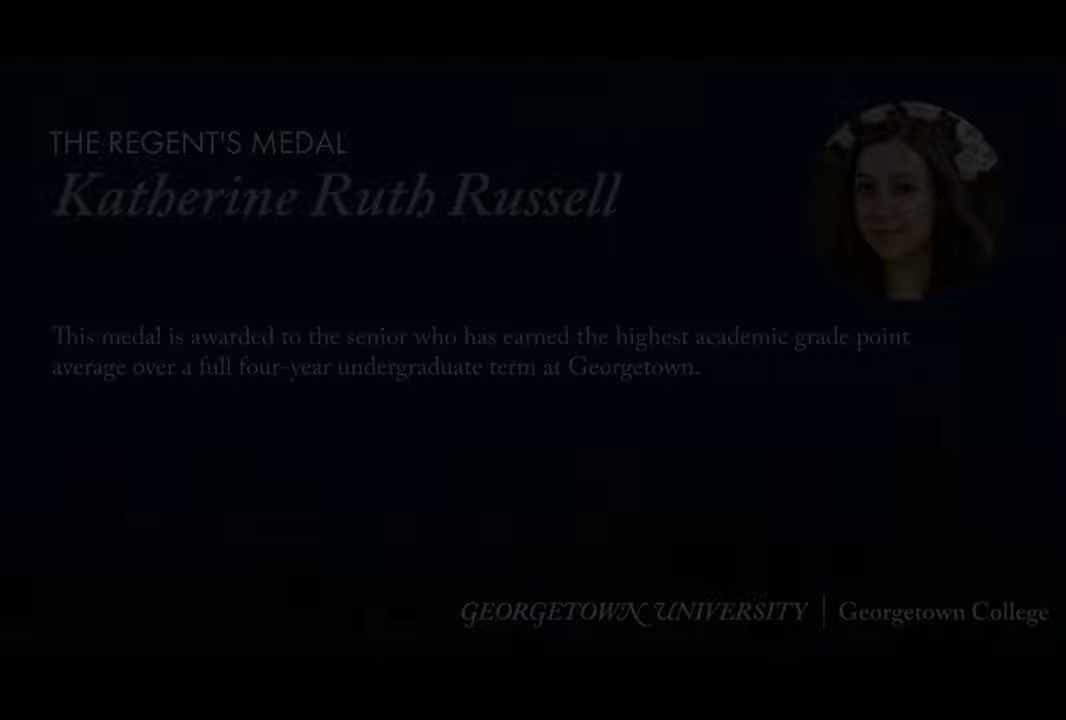 THE REGENT'S MEDAL
Katherine Ruth Russell
This medal is awarded to the senior who has earned the highest academic grade point
average over a full four-year undergraduate term at Georgetown.
GEORGETOWN UNIVERSITY | Georgetown College